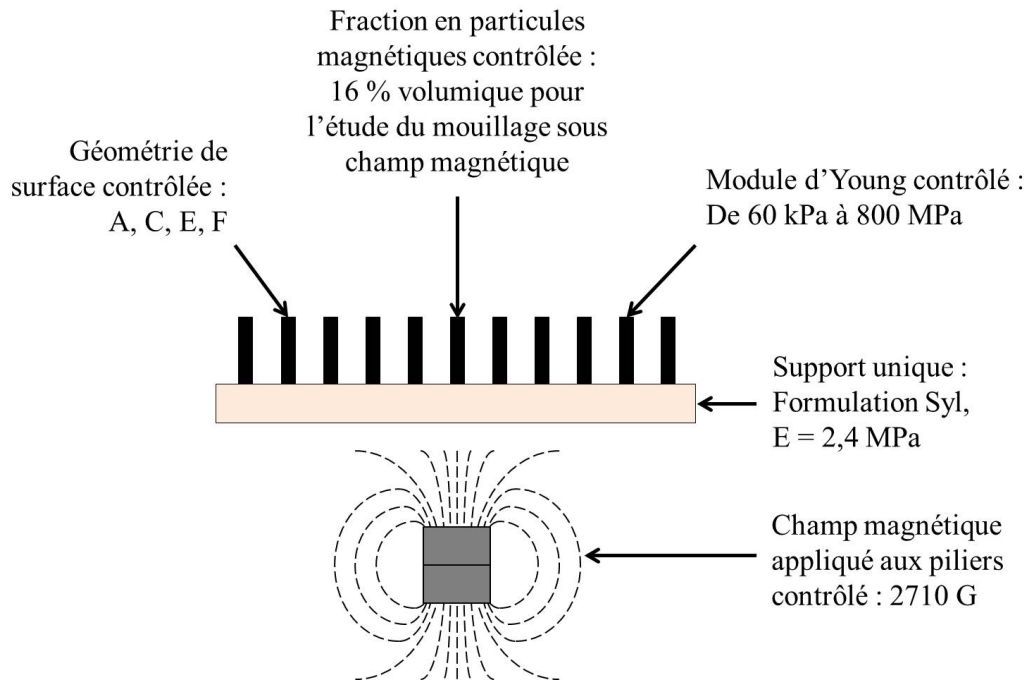 Fraction en particules
magnétiques contrôlée :
16 % volumique pour
l’étude du mouillage sous
champ magnétique
Géométrie de
surface contrôlée :
A, C, E, F
Module d’Young contrôlé :
De 60 kPa à 800 MPa
Support unique :
Formulation Syl,
E = 2,4 MPa
Champ magnétique
appliqué aux piliers
contrôlé : 2710 G